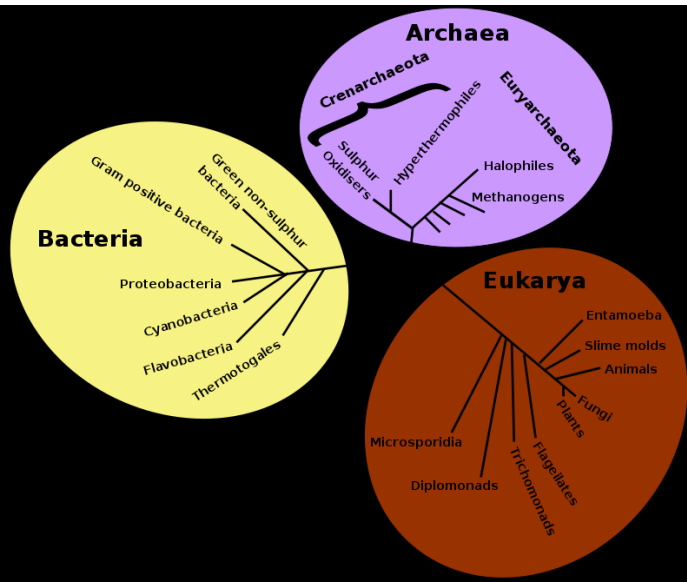 Archaea
Crenarchaeota
Euryarchaeota
Sulphur
Oxidisers
Hyperthermophiles
Halophiles
Methanogens
Bacteria
Gram positive bacteria
Green non-sulphur
bacteria
Proteobacteria
Cyanobacteria
Flavobacteria
Thermotogales
Eukarya
Entamoeba
Slime molds
Animals
Fungi
Plants
Microsporidia
Diplomonads
Trichomonads
Flagellates